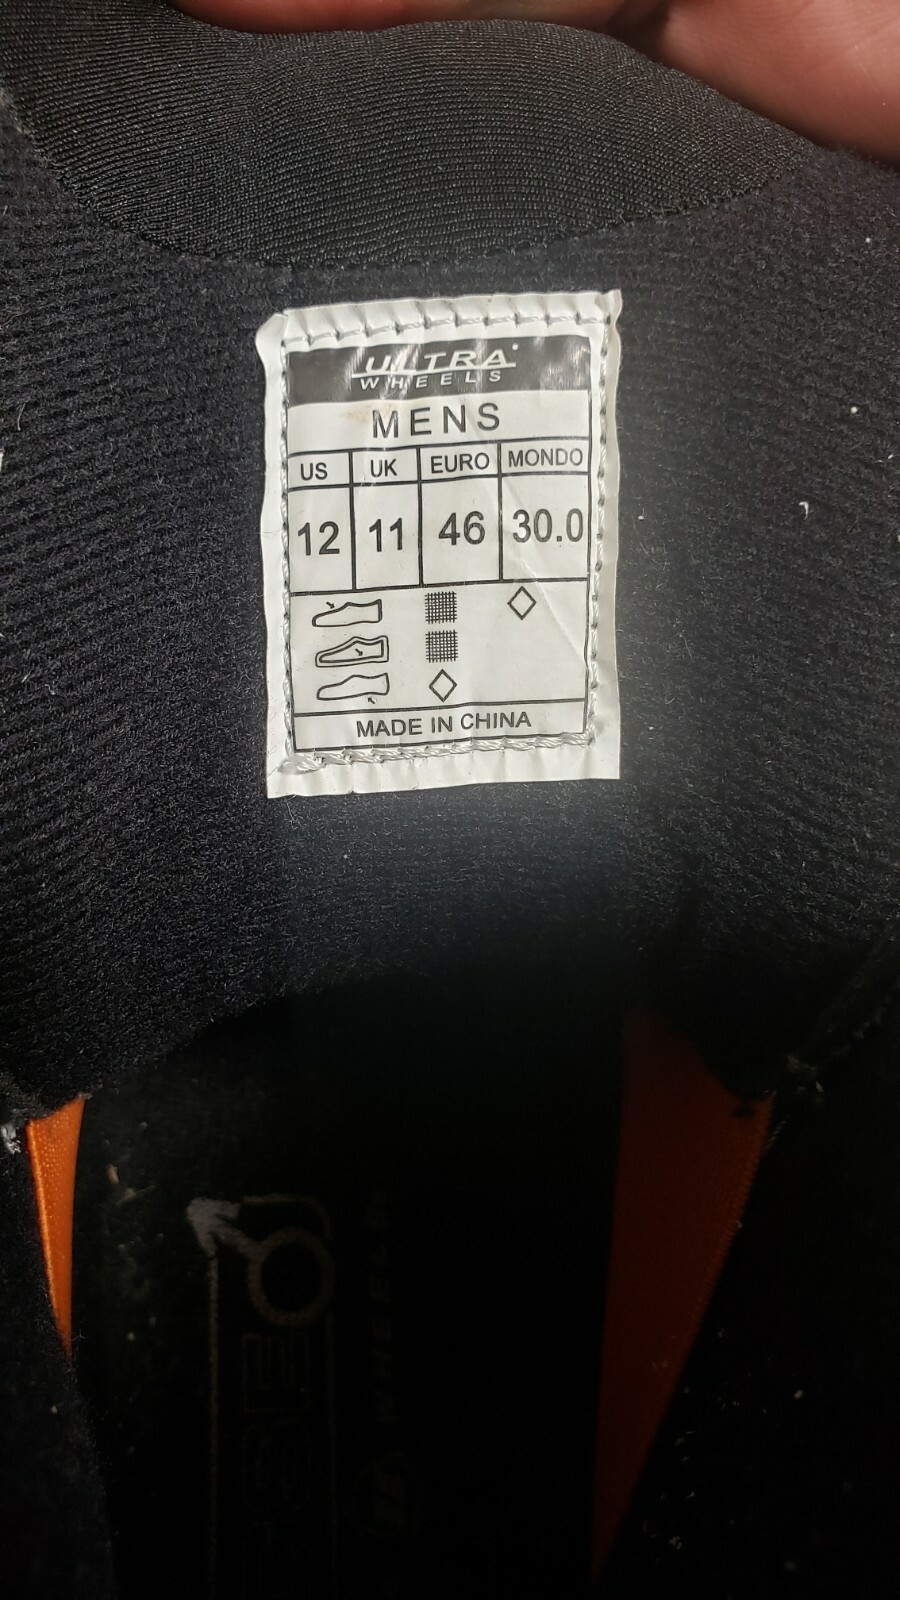 ULTRA
WHEELS
MENS
US UK EURO MONDO
12 11 46 30.0
MADE IN CHINA